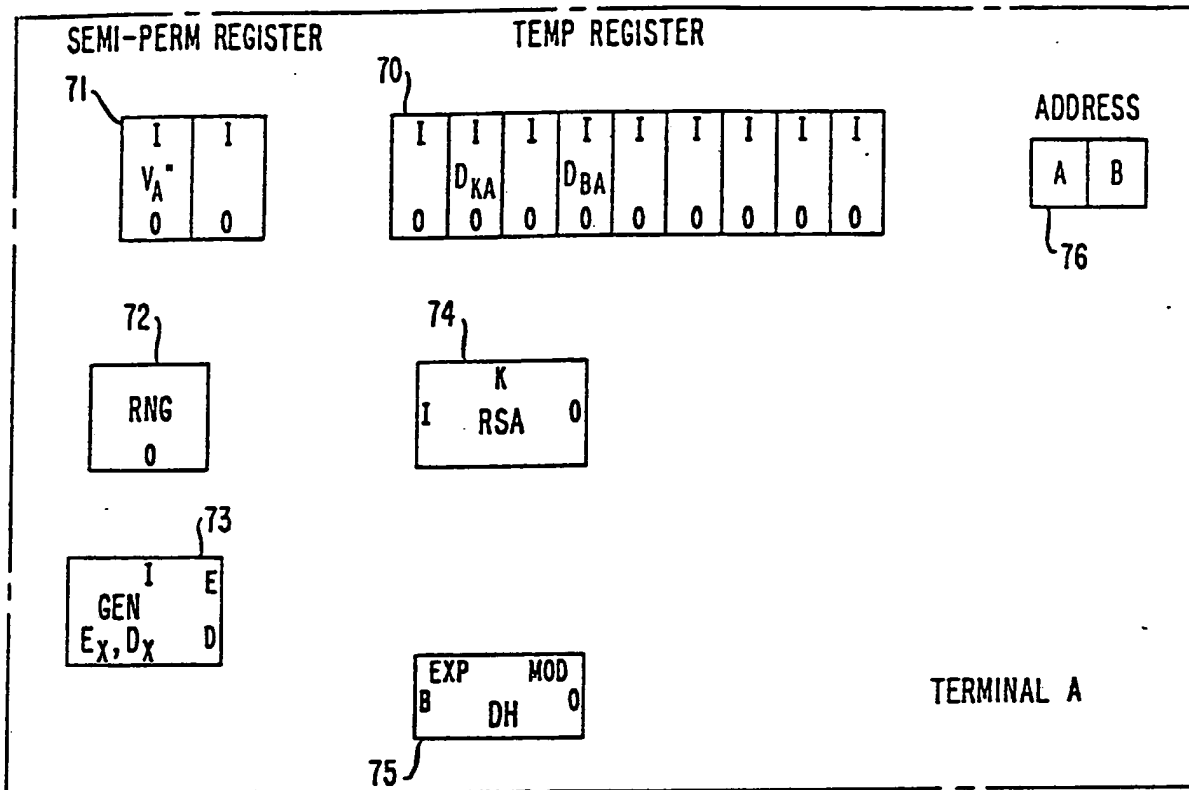 SEMI-PERM REGISTER TEMP REGISTER
71 70 ADDRESS
I I I I I I I I I I I
V_A" D_KA D_BA A B
0 0 0 0 0 0 0 0 0 0 0
76
72 74
RNG K
0 I RSA 0
73
I E
GEN
E_X, D_X D
EXP MOD
B DH 0
75
TERMINAL A